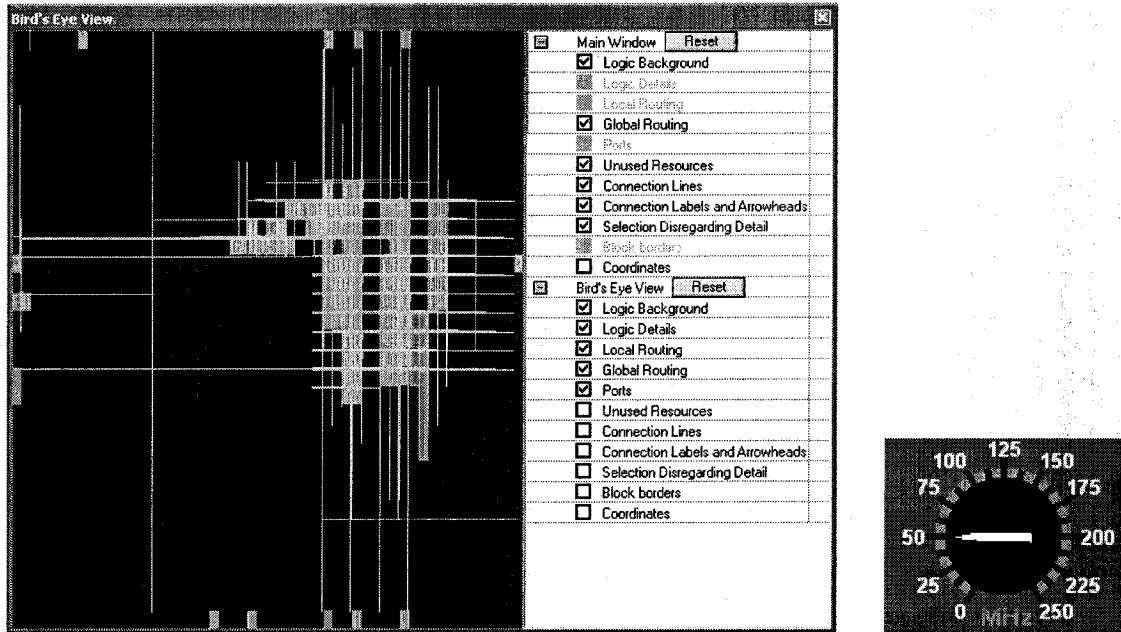 Bird's Eye View
Main Window Reset
Logic Background
Logic Details
Local Routing
Global Routing
Ports
Unused Resources
Connection Lines
Connection Labels and Arrowheads
Selection Disregarding Detail
Block borders
Coordinates
Bird's Eye View Reset
Logic Background
Logic Details
Local Routing
Global Routing
Ports
Unused Resources
Connection Lines
Connection Labels and Arrowheads
Selection Disregarding Detail
Block borders
Coordinates
125
100 150
75 175
50 200
25 225
0 MHz 250